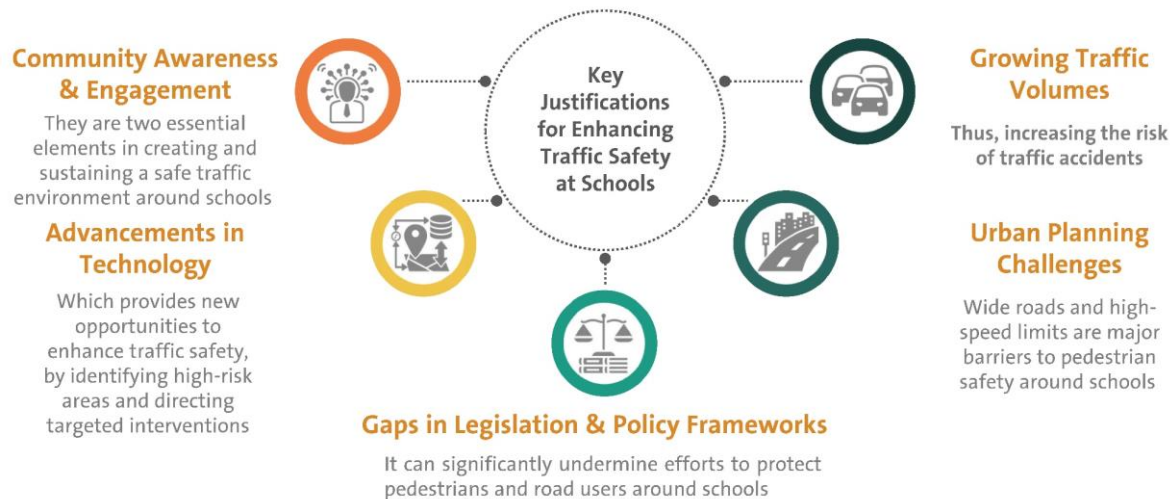 Community Awareness
& Engagement
They are two essential
elements in creating and
sustaining a safe traffic
environment around schools
Advancements in
Technology
Which provides new
opportunities to
enhance traffic safety,
by identifying high-risk
areas and directing
targeted interventions
Key
Justifications
for Enhancing
Traffic Safety
at Schools
Growing Traffic
Volumes
Thus, increasing the risk
of traffic accidents
Urban Planning
Challenges
Wide roads and high-
speed limits are major
barriers to pedestrian
safety around schools
Gaps in Legislation & Policy Frameworks
It can significantly undermine efforts to protect
pedestrians and road users around schools